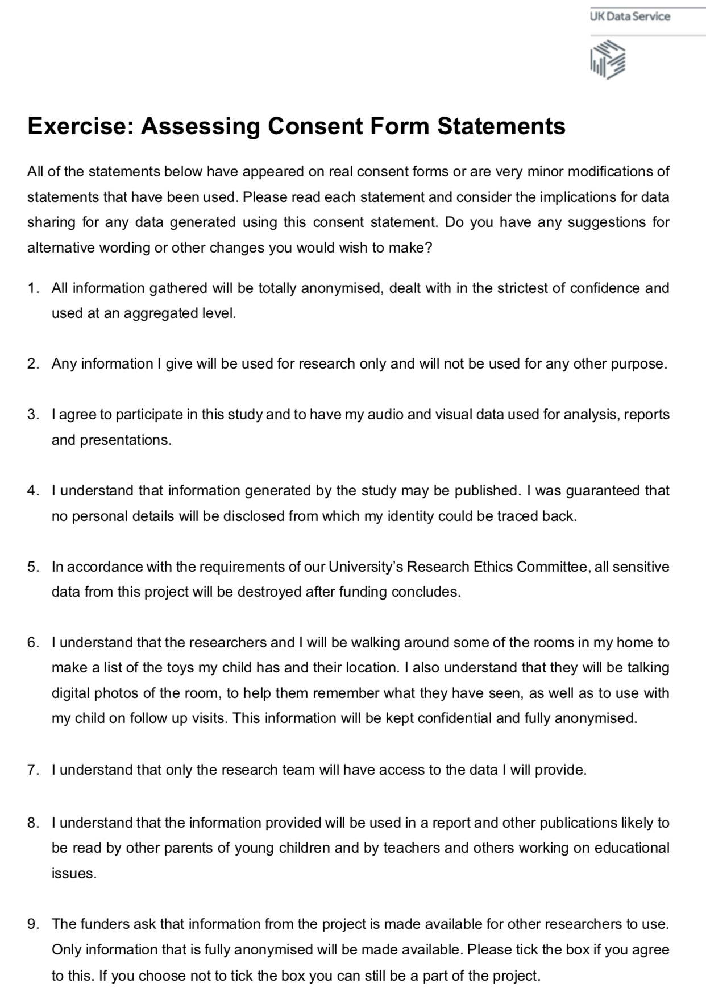 UK Data Service
Exercise: Assessing Consent Form Statements
All of the statements below have appeared on real consent forms or are very minor modifications of
statements that have been used. Please read each statement and consider the implications for data
sharing for any data generated using this consent statement. Do you have any suggestions for
alternative wording or other changes you would wish to make?
1. All information gathered will be totally anonymised, dealt with in the strictest of confidence and
used at an aggregated level.
2. Any information I give will be used for research only and will not be used for any other purpose.
3. I agree to participate in this study and to have my audio and visual data used for analysis, reports
and presentations.
4. I understand that information generated by the study may be published. I was guaranteed that
no personal details will be disclosed from which my identity could be traced back.
5. In accordance with the requirements of our University’s Research Ethics Committee, all sensitive
data from this project will be destroyed after funding concludes.
6. I understand that the researchers and I will be walking around some of the rooms in my home to
make a list of the toys my child has and their location. I also understand that they will be talking
digital photos of the room, to help them remember what they have seen, as well as to use with
my child on follow up visits. This information will be kept confidential and fully anonymised.
7. I understand that only the research team will have access to the data I will provide.
8. I understand that the information provided will be used in a report and other publications likely to
be read by other parents of young children and by teachers and others working on educational
issues.
9. The funders ask that information from the project is made available for other researchers to use.
Only information that is fully anonymised will be made available. Please tick the box if you agree
to this. If you choose not to tick the box you can still be a part of the project.